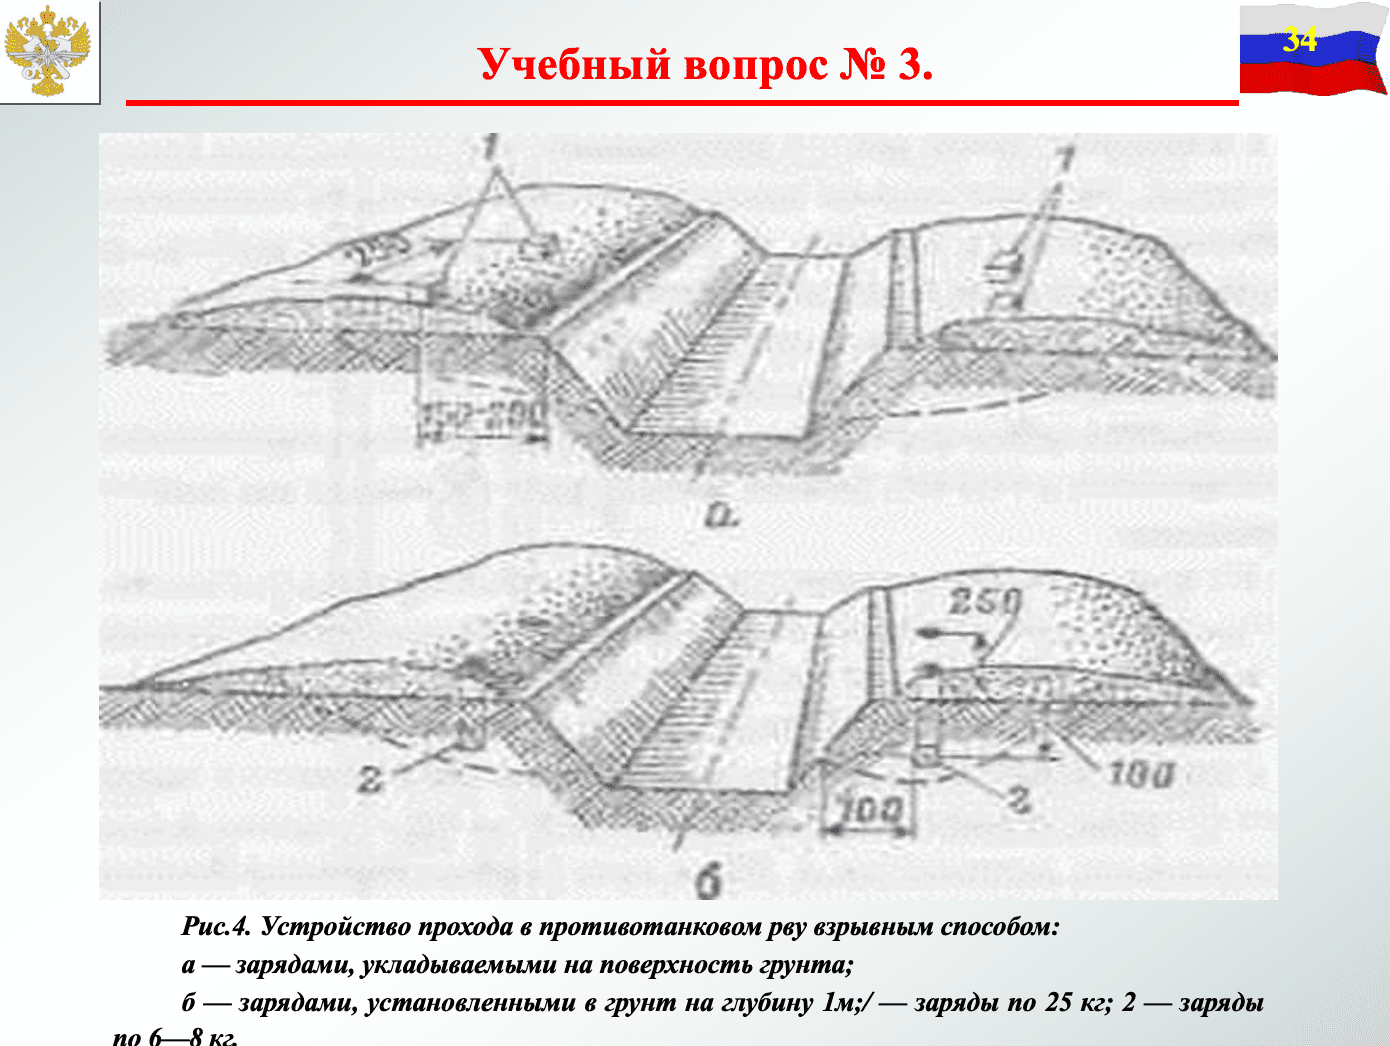 34
Учебный вопрос № 3.
1
1
250
150-200
а
250
2
100
2
100
б
Рис.4. Устройство прохода в противотанковом рву взрывным способом:
а — зарядами, укладываемыми на поверхность грунта;
б — зарядами, установленными в грунт на глубину 1м;/ — заряды по 25 кг; 2 — заряды
по 6—8 кг.